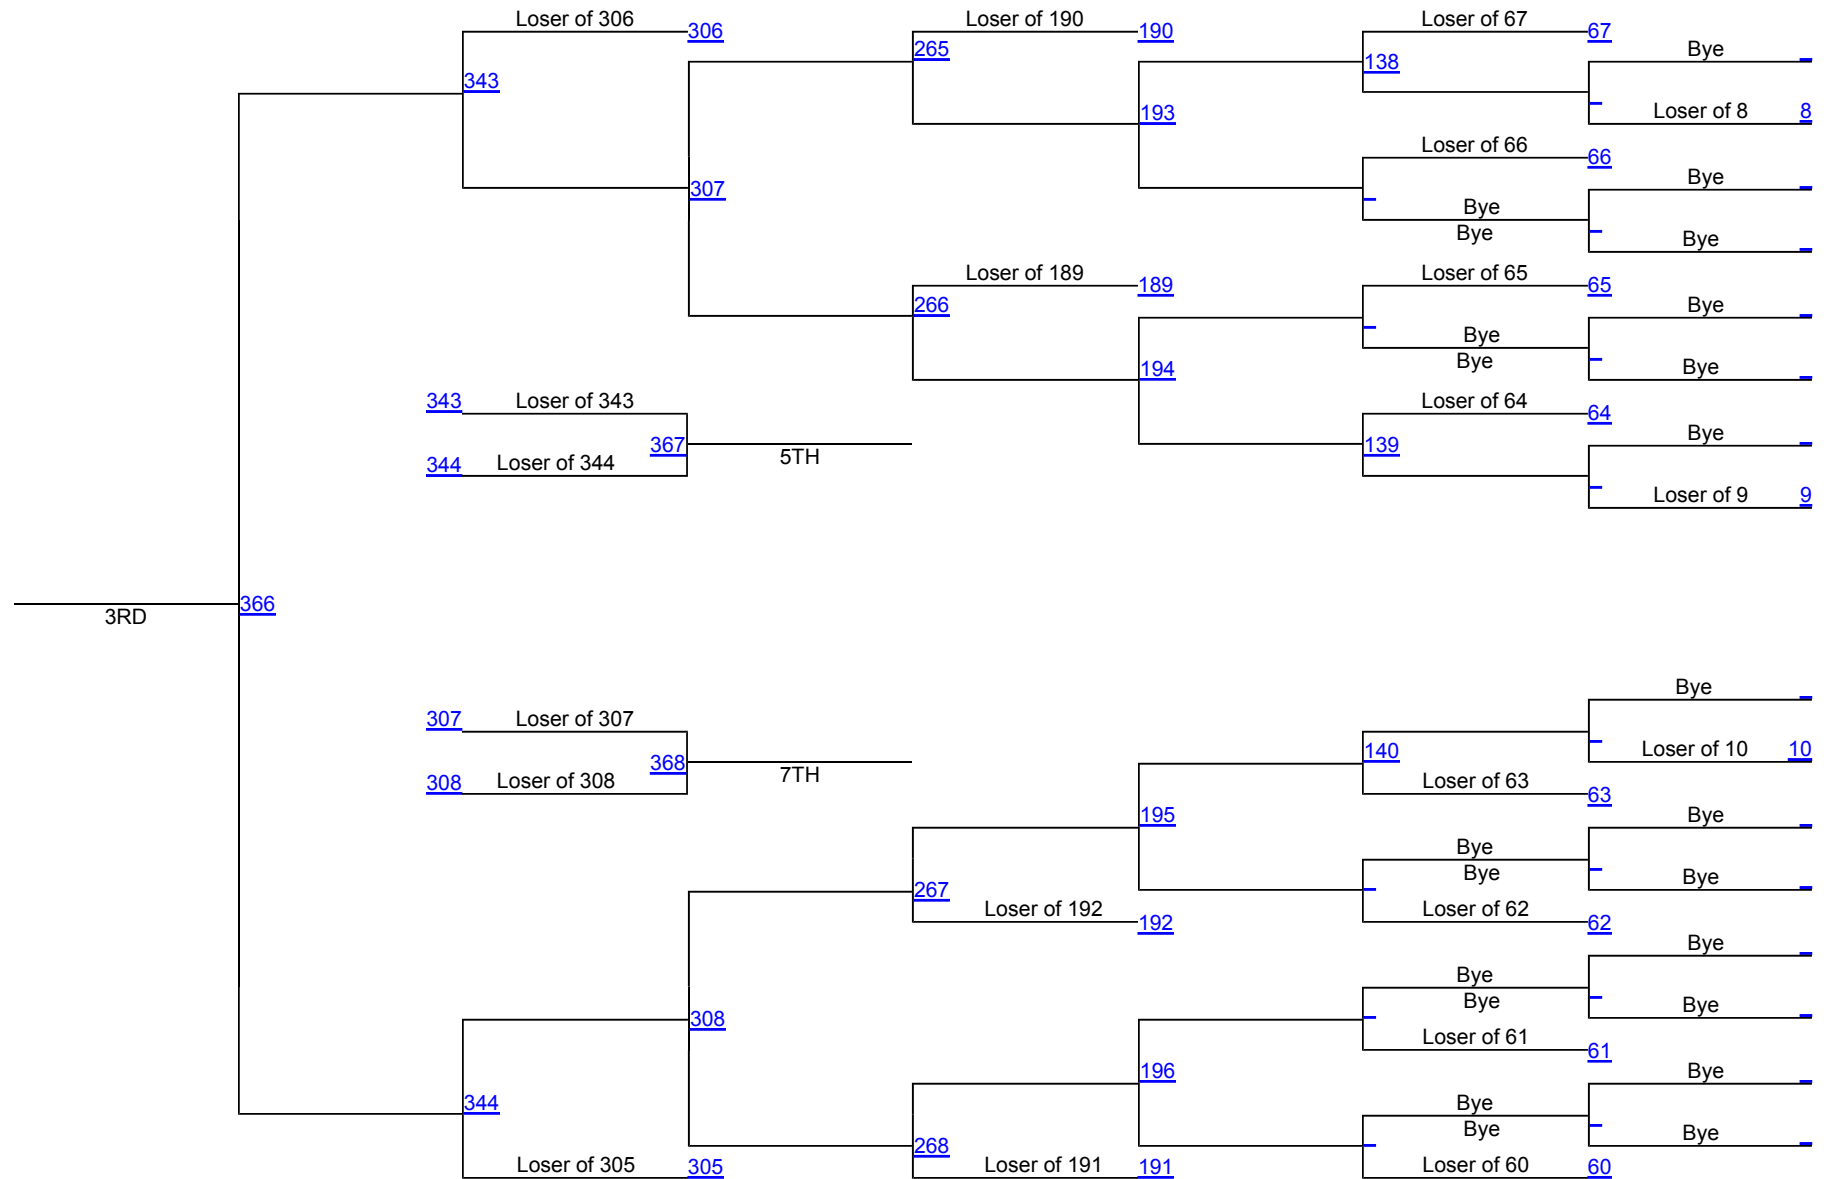 Loser of 306 306 Loser of 190 190 Loser of 67 67
265 Bye
138
343
193 Loser of 8 8
Loser of 66 66
Bye
307
Bye
Bye Bye
Loser of 189 189 Loser of 65 65
266 Bye
Bye
194 Bye Bye
343 Loser of 343 Loser of 64 64
Bye
367 139
344 Loser of 344 5TH
Loser of 9 9
366
3RD
Bye
307 Loser of 307
140 Loser of 10 10
368
308 Loser of 308 7TH Loser of 63 63
195 Bye
Bye
267 Bye Bye
Loser of 192 192 Loser of 62 62
Bye
Bye
308 Bye Bye
Loser of 61 61
196 Bye
344 Bye
268 Bye Bye
Loser of 305 305 Loser of 191 191 Loser of 60 60